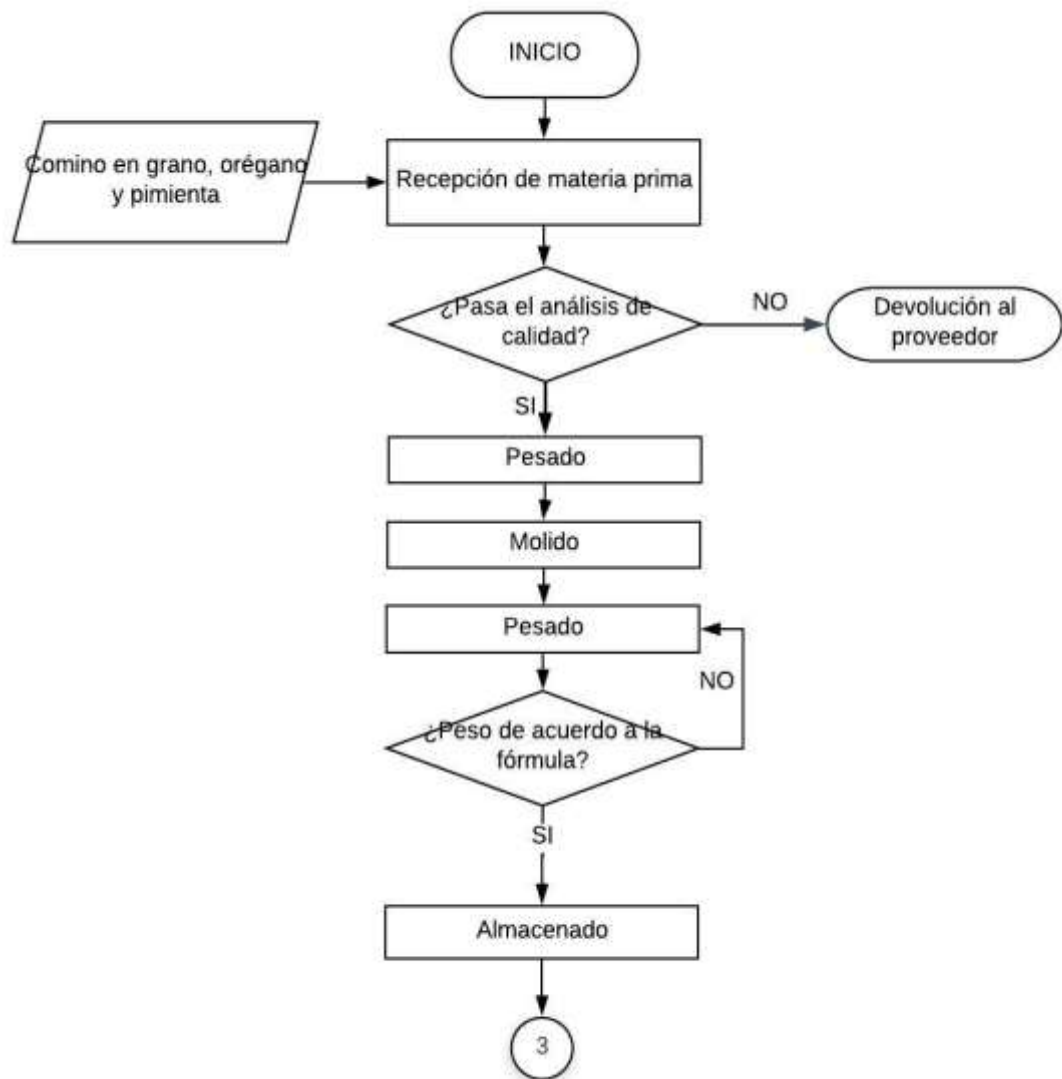 INICIO
Comino en grano, orégano
y pimienta
Recepción de materia prima
¿Pasa el análisis de
calidad?
NO
Devolución al
proveedor
SI
Pesado
Molido
Pesado
NO
¿Peso de acuerdo a la
fórmula?
SI
Almacenado
3